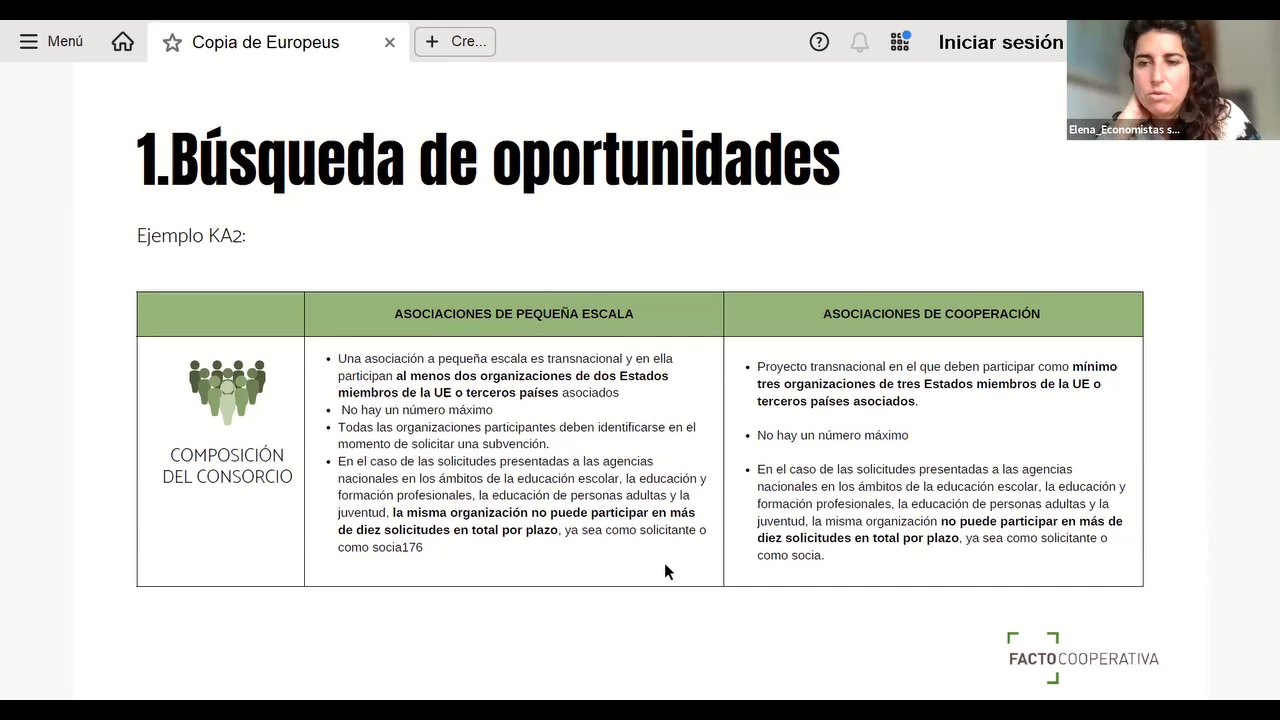 Menú
Copia de Europeus
Cre...
Iniciar sesión
Elena_Economistas s...
1.Búsqueda de oportunidades
Ejemplo KA2:
ASOCIACIONES DE PEQUEÑA ESCALA
ASOCIACIONES DE COOPERACIÓN
COMPOSICIÓN
DEL CONSORCIO
• Una asociación a pequeña escala es transnacional y en ella
participan al menos dos organizaciones de dos Estados
miembros de la UE o terceros países asociados
• No hay un número máximo
• Todas las organizaciones participantes deben identificarse en el
momento de solicitar una subvención.
• En el caso de las solicitudes presentadas a las agencias
nacionales en los ámbitos de la educación escolar, la educación y
formación profesionales, la educación de personas adultas y la
juventud, la misma organización no puede participar en más
de diez solicitudes en total por plazo, ya sea como solicitante o
como socia176
• Proyecto transnacional en el que deben participar como mínimo
tres organizaciones de tres Estados miembros de la UE o
terceros países asociados.
• No hay un número máximo
• En el caso de las solicitudes presentadas a las agencias
nacionales en los ámbitos de la educación escolar, la educación y
formación profesionales, la educación de personas adultas y la
juventud, la misma organización no puede participar en más de
diez solicitudes en total por plazo, ya sea como solicitante o
como socia.
FACTOCOOPERATIVA